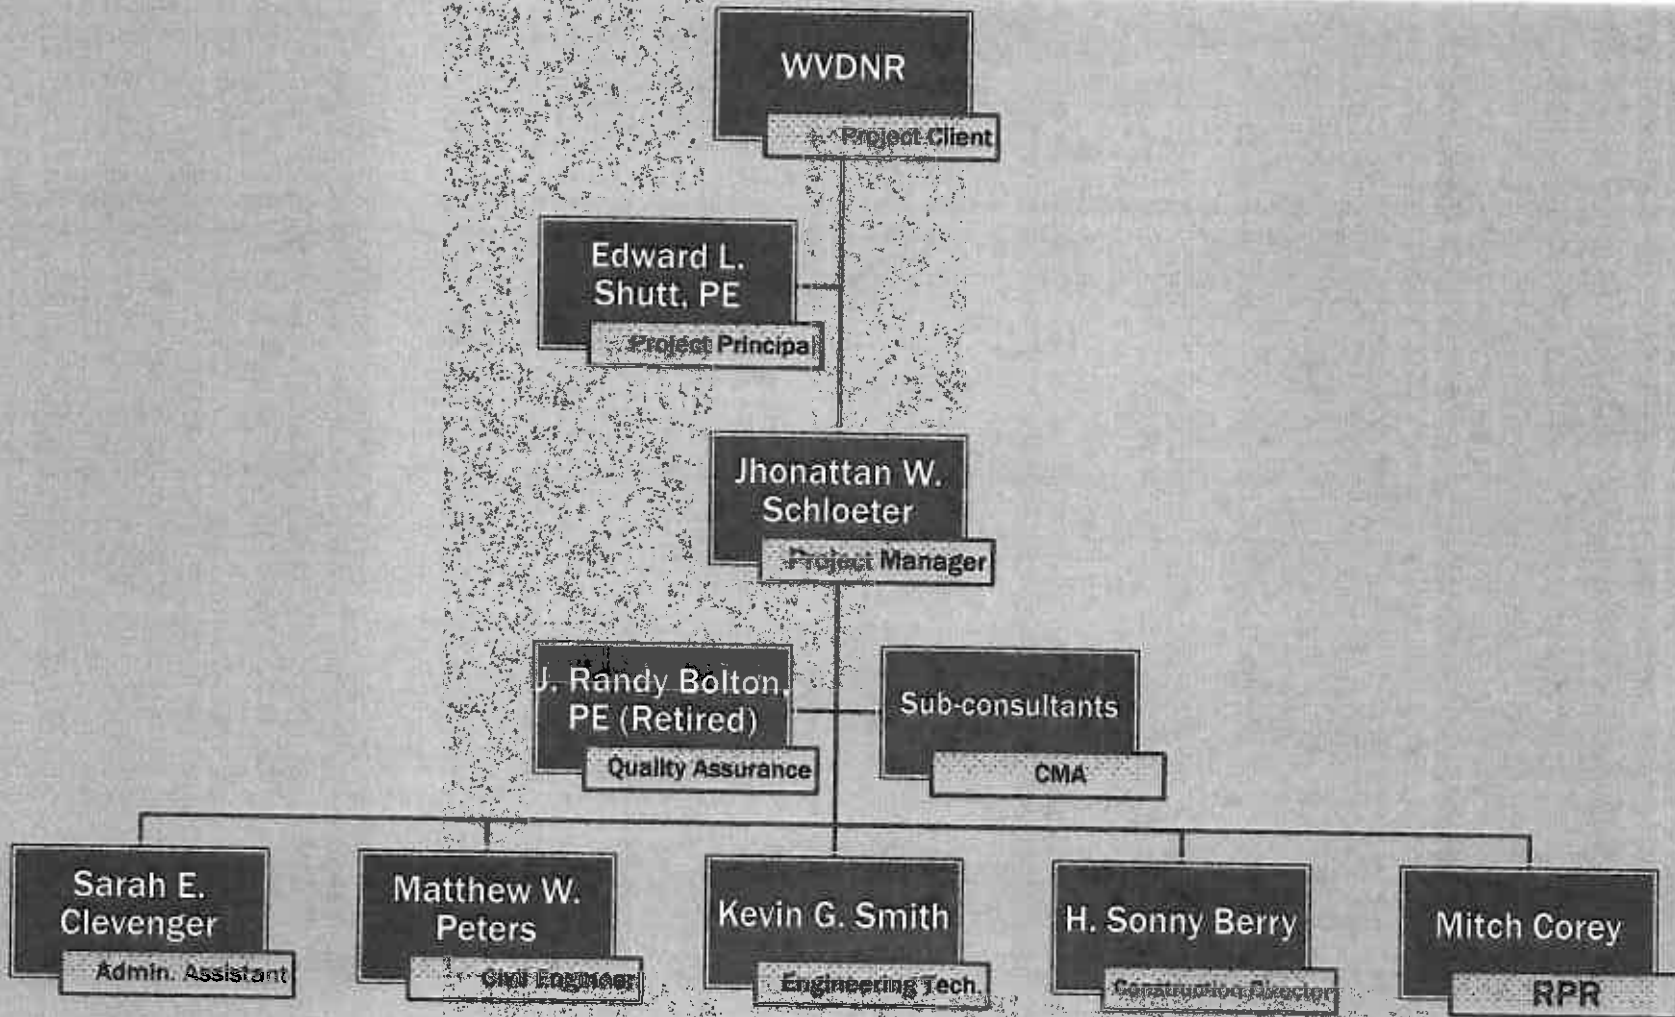 WVDNR
Project Client
Edward L.
Shutt, PE
Project Principal
Jhonattan W.
Schloeter
Project Manager
J. Randy Bolton,
PE (Retired)
Quality Assurance
Sub-consultants
CMA
Sarah E.
Clevenger
Admin. Assistant
Matthew W.
Peters
Civil Engineer
Kevin G. Smith
Engineering Tech.
H. Sonny Berry
Construction Director
Mitch Corey
RPR